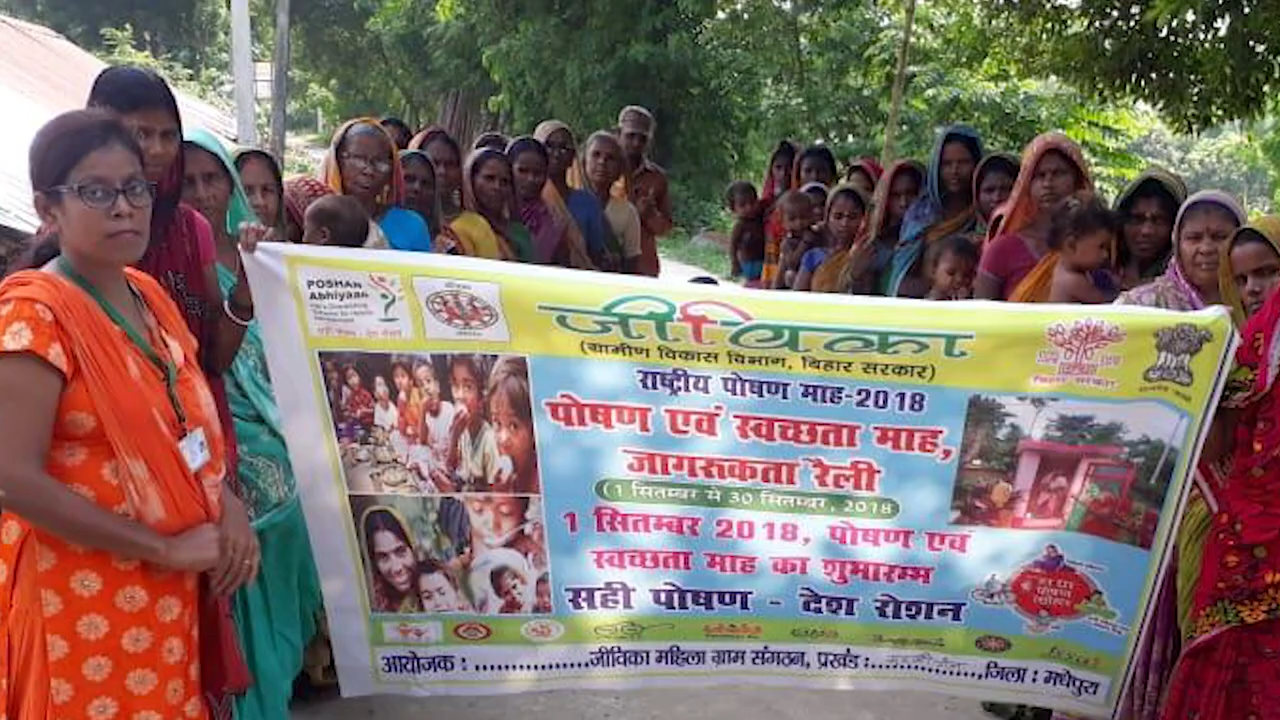 POSHAN
Abhiyaan
जीविका
(ग्रामीण विकास विभाग, बिहार सरकार)
राष्ट्रीय पोषण माह-2018
पोषण एवं स्वच्छता माह,
जागरुकता रैली
(1 सितम्बर से 30 सितम्बर, 2018)
1 सितम्बर 2018, पोषण एवं
स्वच्छता माह का शुमारम्म
सही पोषण - देश रोशन
आयोजक : ................जीविका महिला ग्राम संगठन, प्रखंड :..................,जिला : मधेपुरा